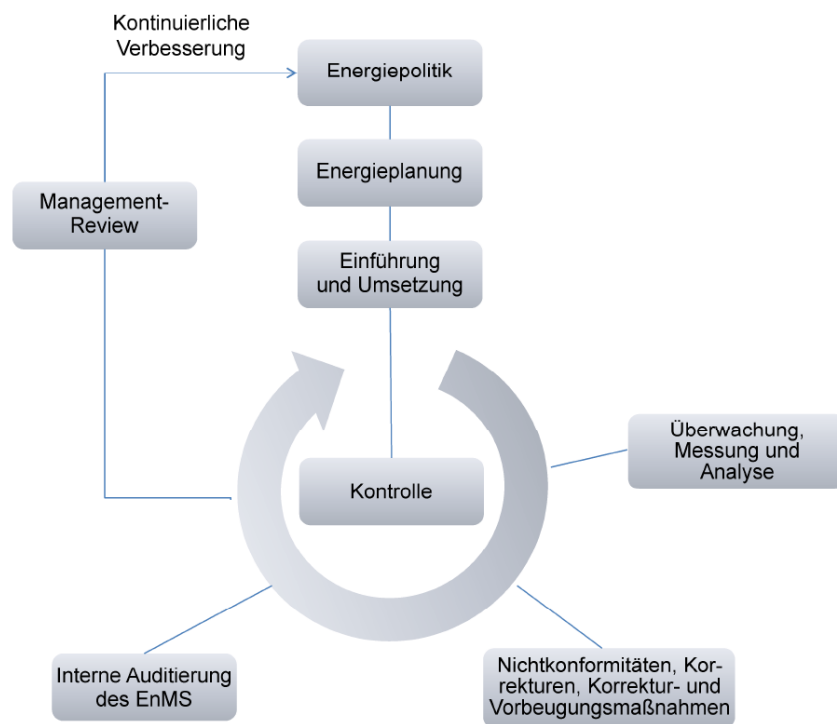 Kontinuierliche
Verbesserung
Energiepolitik
Energieplanung
Management-
Review
Einführung
und Umsetzung
Überwachung,
Messung und
Analyse
Kontrolle
Interne Auditierung
des EnMS
Nichtkonformitäten, Kor-
rekturen, Korrektur- und
Vorbeugungsmaßnahmen